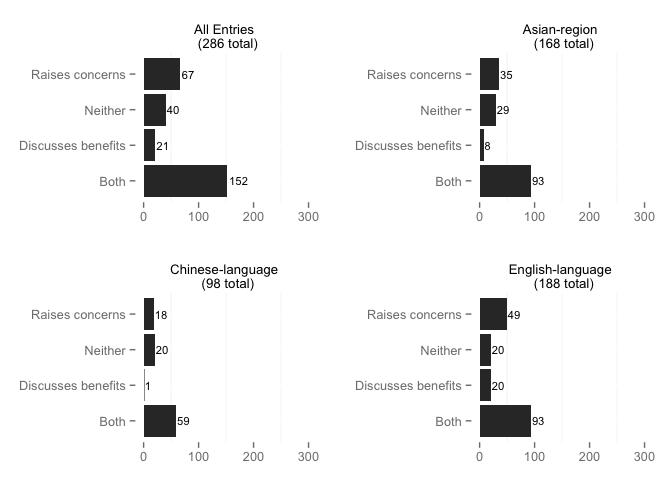 All Entries
(286 total)
Raises concerns
67
Neither
40
Discusses benefits
21
Both
152
0 100 200 300
Asian-region
(168 total)
Raises concerns
35
Neither
29
Discusses benefits
8
Both
93
0 100 200 300
Chinese-language
(98 total)
Raises concerns
18
Neither
20
Discusses benefits
1
Both
59
0 100 200 300
English-language
(188 total)
Raises concerns
49
Neither
20
Discusses benefits
20
Both
93
0 100 200 300